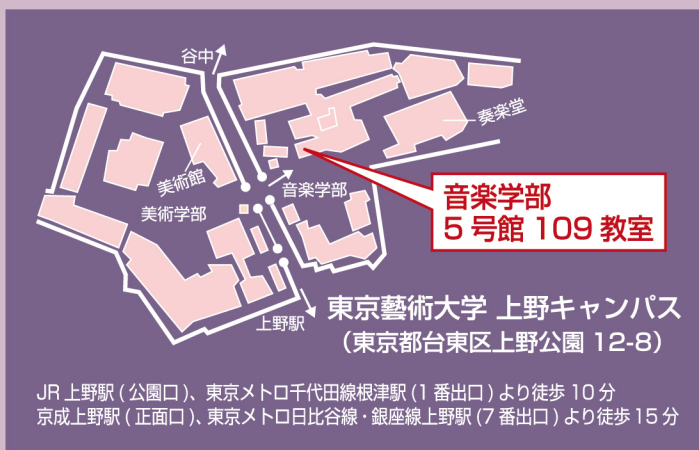 谷中
奏楽堂
美術館
音楽学部
美術学部
音楽学部
5号館 109 教室
上野駅
東京藝術大学 上野キャンパス
（東京都台東区上野公園 12-8）
JR 上野駅 ( 公園口 )、東京メトロ千代田線根津駅 (1 番出口 ) より徒歩 10 分
京成上野駅 ( 正面口 )、東京メトロ日比谷線・銀座線上野駅 (7 番出口 ) より徒歩 15 分